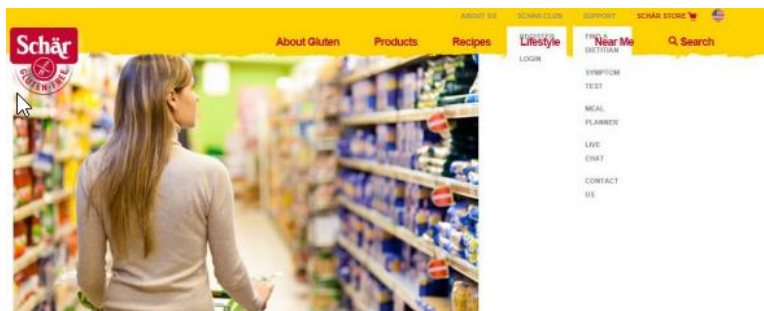 ABOUT US SCHÄR CLUB SUPPORT SCHÄR STORE
Schär
GLUTEN-FREE
About Gluten Products Recipes Lifestyle Near Me Search
REGISTER
LOGIN
FIND A
DIETITIAN
SYMPTOM
TEST
MEAL
PLANNER
LIVE
CHAT
CONTACT
US